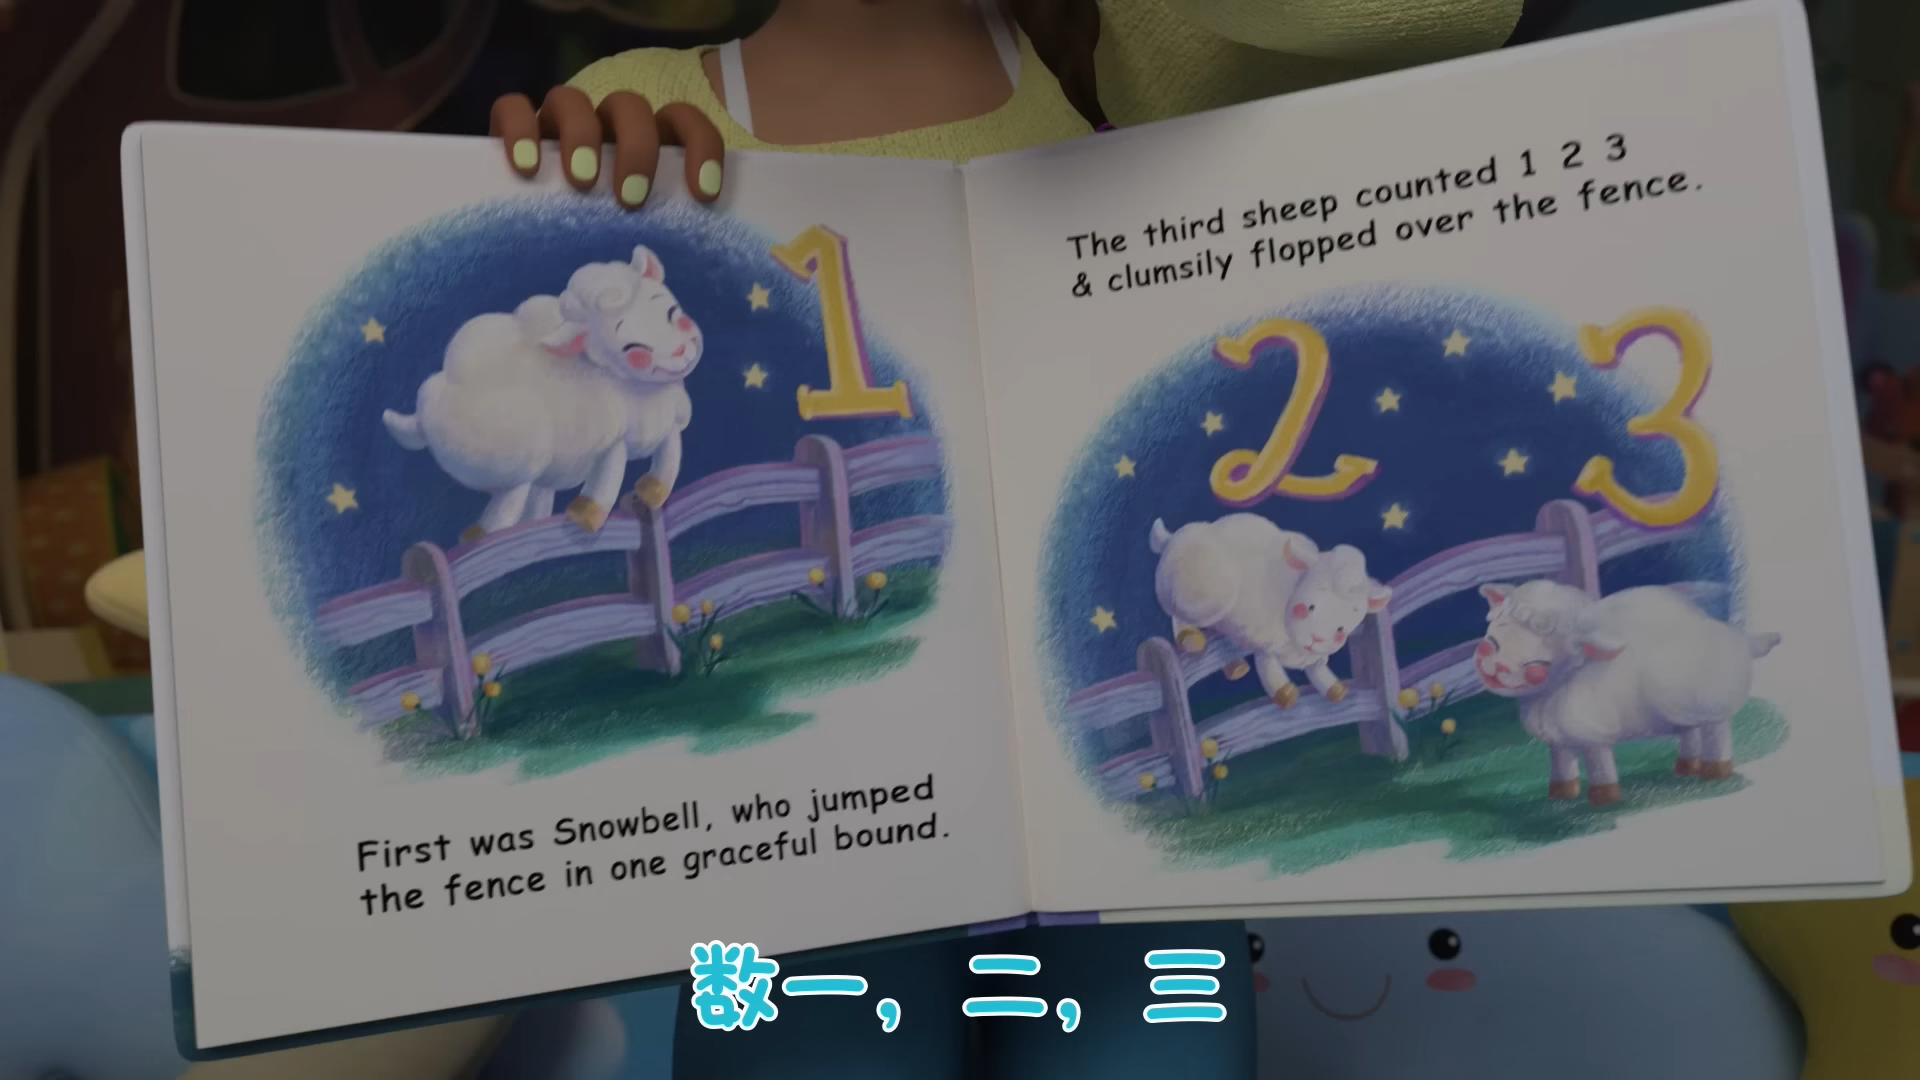 1
First was Snowbell, who jumped
the fence in one graceful bound.
The third sheep counted 1 2 3
& clumsily flopped over the fence.
2 3
数一，二，三